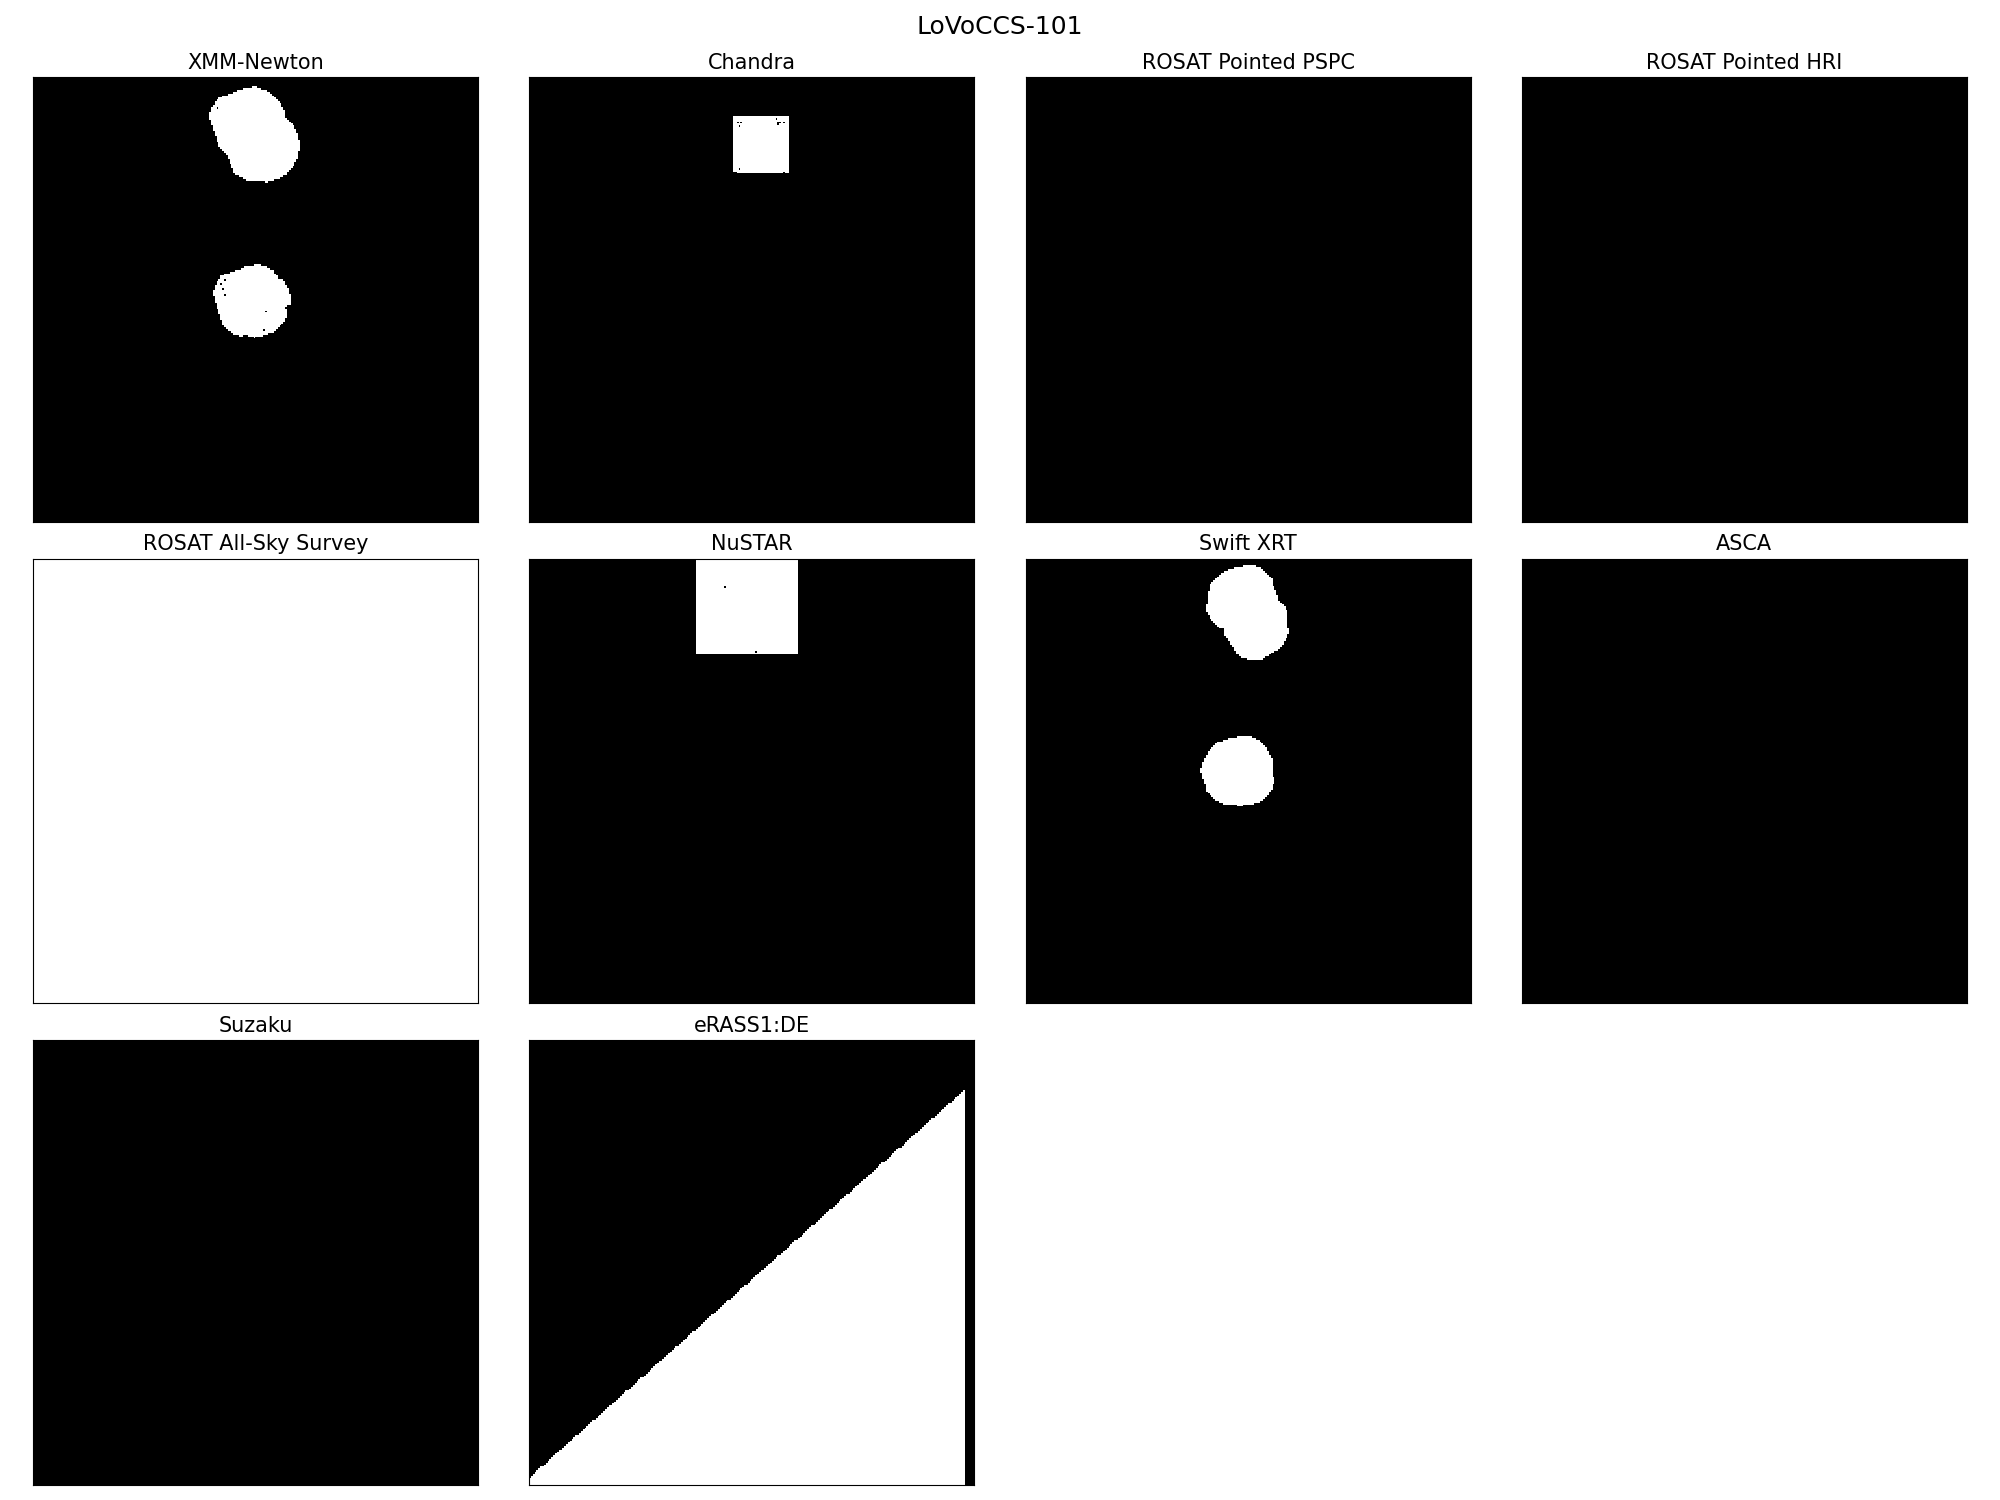 LoVoCCS-101
XMM-Newton
Chandra
ROSAT Pointed PSPC
ROSAT Pointed HRI
ROSAT All-Sky Survey
NuSTAR
Swift XRT
ASCA
Suzaku
eRASS1:DE